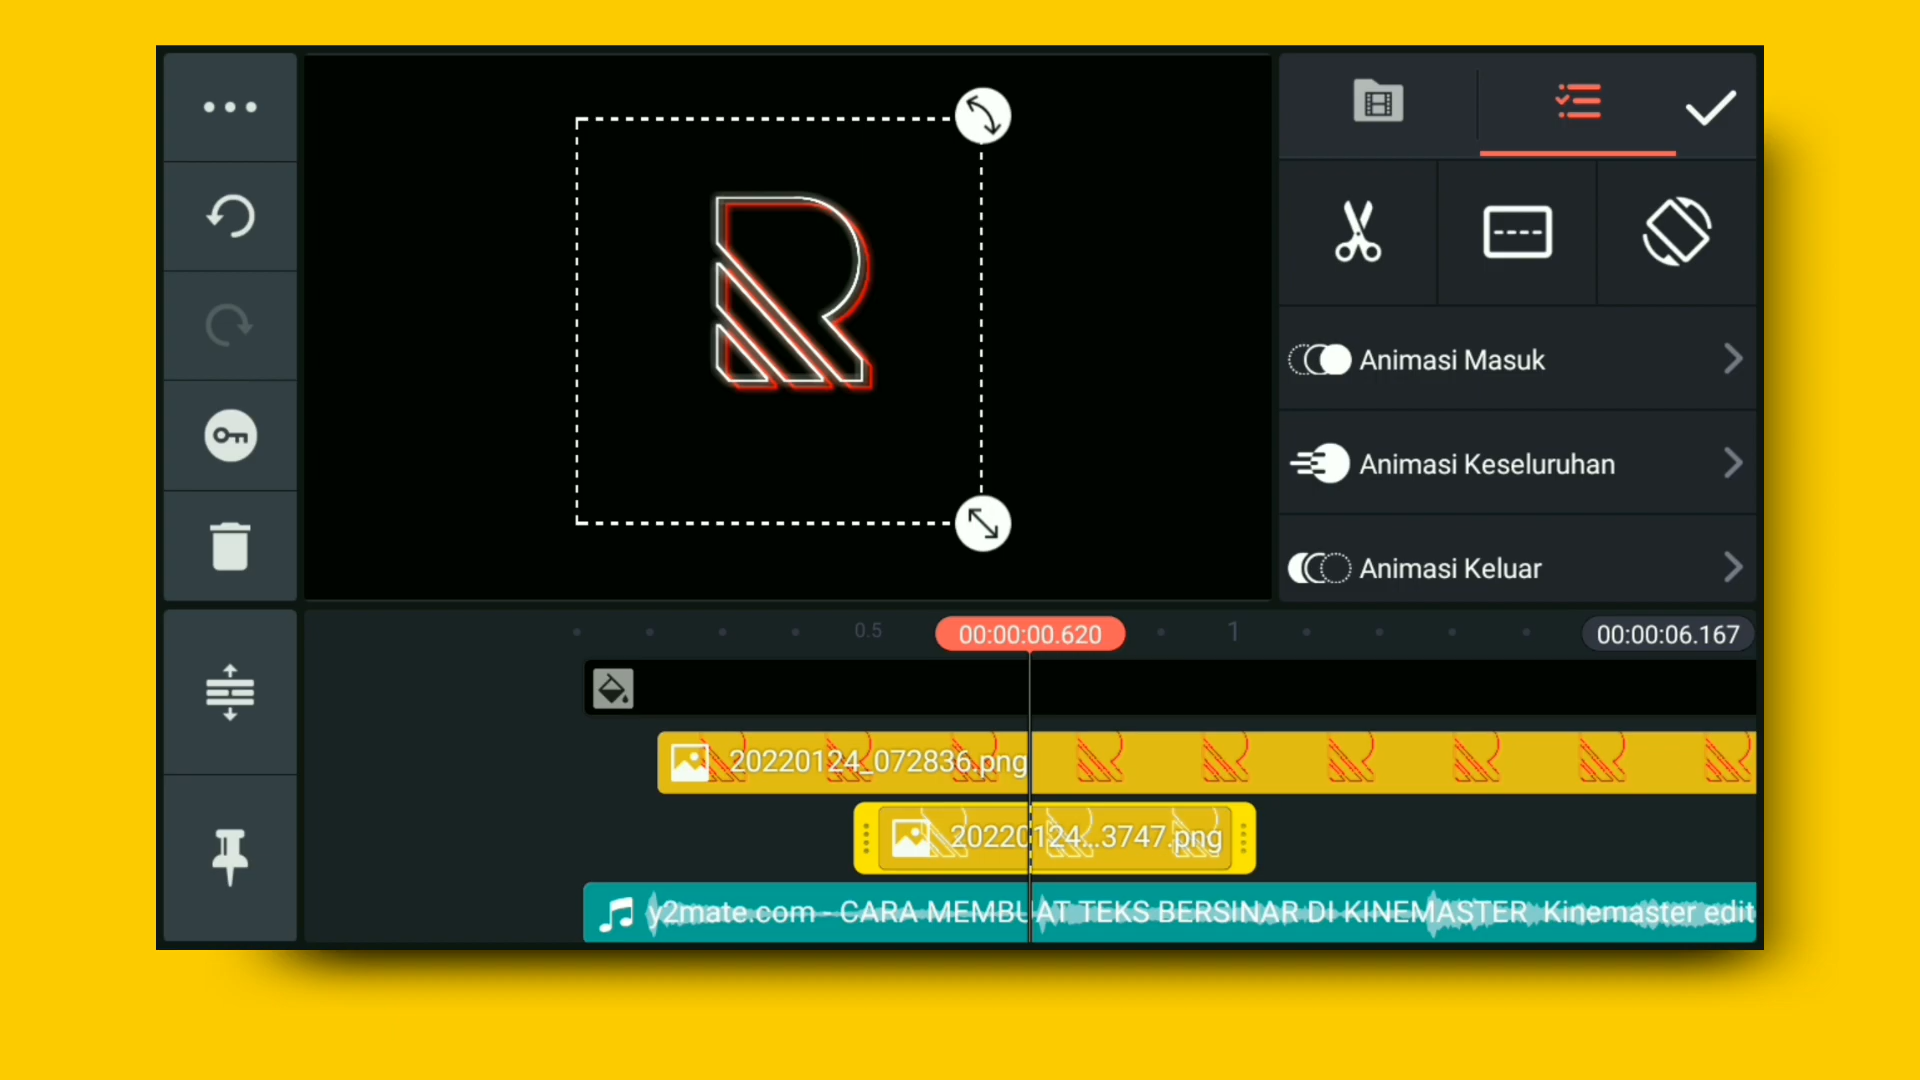 Animasi Masuk
Animasi Keseluruhan
Animasi Keluar
0.5
00:00:00.620
1
00:00:06.167
20220124_072836.png
20220124...3747.png
y2mate.com - CARA MEMBUAT TEKS BERSINAR DI KINEMASTER Kinemaster edit